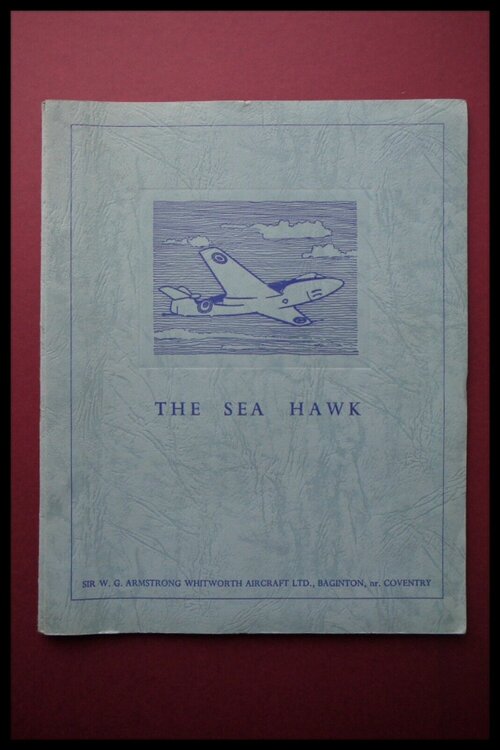 THE SEA HAWK
SIR W. G. ARMSTRONG WHITWORTH AIRCRAFT LTD., BAGINTON, nr. COVENTRY